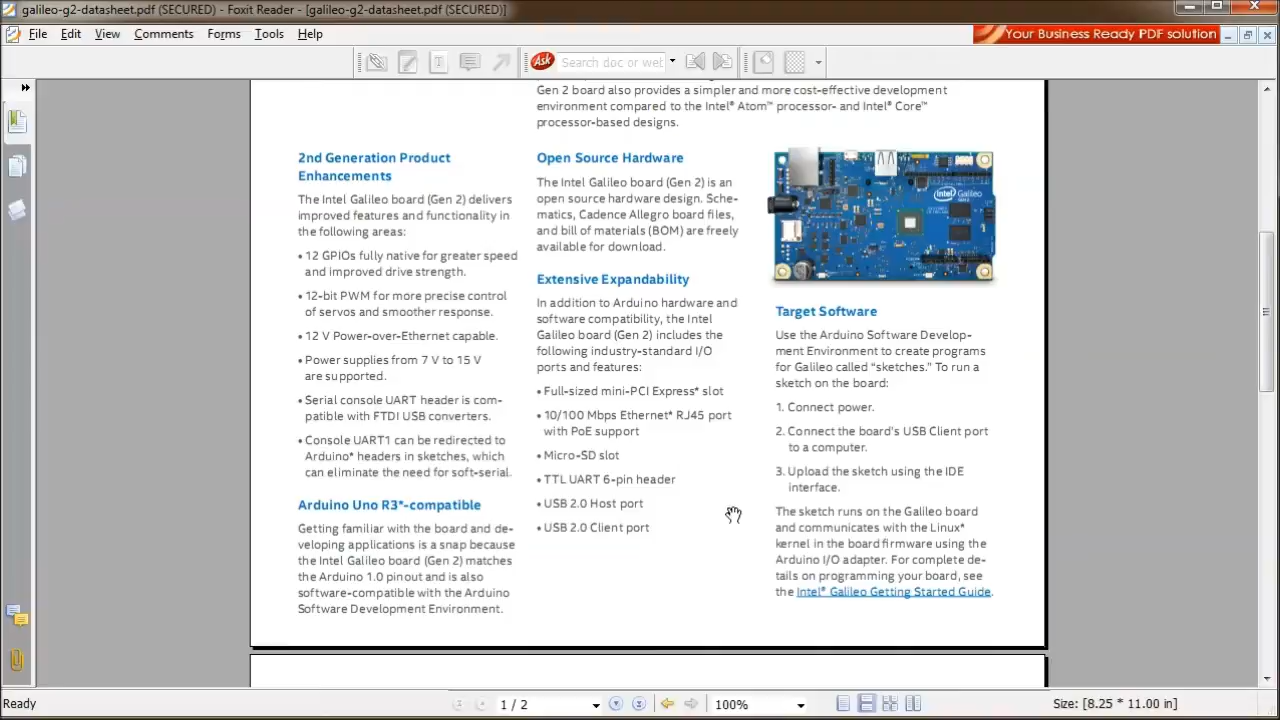 galileo-g2-datasheet.pdf (SECURED) - Foxit Reader - [galileo-g2-datasheet.pdf (SECURED)]
File Edit View Comments Forms Tools Help
Your Business Ready PDF solution
Ask Search doc or web
Gen 2 board also provides a simpler and more cost-effective development
environment compared to the Intel® Atom™ processor- and Intel® Core™
processor-based designs.
2nd Generation Product
Enhancements
The Intel Galileo board (Gen 2) delivers
improved features and functionality in
the following areas:
• 12 GPIOs fully native for greater speed
and improved drive strength.
• 12-bit PWM for more precise control
of servos and smoother response.
• 12 V Power-over-Ethernet capable.
• Power supplies from 7 V to 15 V
are supported.
• Serial console UART header is com-
patible with FTDI USB converters.
• Console UART1 can be redirected to
Arduino* headers in sketches, which
can eliminate the need for soft-serial.
Arduino Uno R3*-compatible
Getting familiar with the board and de-
veloping applications is a snap because
the Intel Galileo board (Gen 2) matches
the Arduino 1.0 pinout and is also
software-compatible with the Arduino
Software Development Environment.
Open Source Hardware
The Intel Galileo board (Gen 2) is an
open source hardware design. Sche-
matics, Cadence Allegro board files,
and bill of materials (BOM) are freely
available for download.
Extensive Expandability
In addition to Arduino hardware and
software compatibility, the Intel
Galileo board (Gen 2) includes the
following industry-standard I/O
ports and features:
• Full-sized mini-PCI Express* slot
• 10/100 Mbps Ethernet* RJ45 port
with PoE support
• Micro-SD slot
• TTL UART 6-pin header
• USB 2.0 Host port
• USB 2.0 Client port
intel Galileo
Target Software
Use the Arduino Software Develop-
ment Environment to create programs
for Galileo called “sketches.” To run a
sketch on the board:
1. Connect power.
2. Connect the board's USB Client port
to a computer.
3. Upload the sketch using the IDE
interface.
The sketch runs on the Galileo board
and communicates with the Linux*
kernel in the board firmware using the
Arduino I/O adapter. For complete de-
tails on programming your board, see
the Intel® Galileo Getting Started Guide.
Ready
1 / 2
100%
Size: [8.25 * 11.00 in]